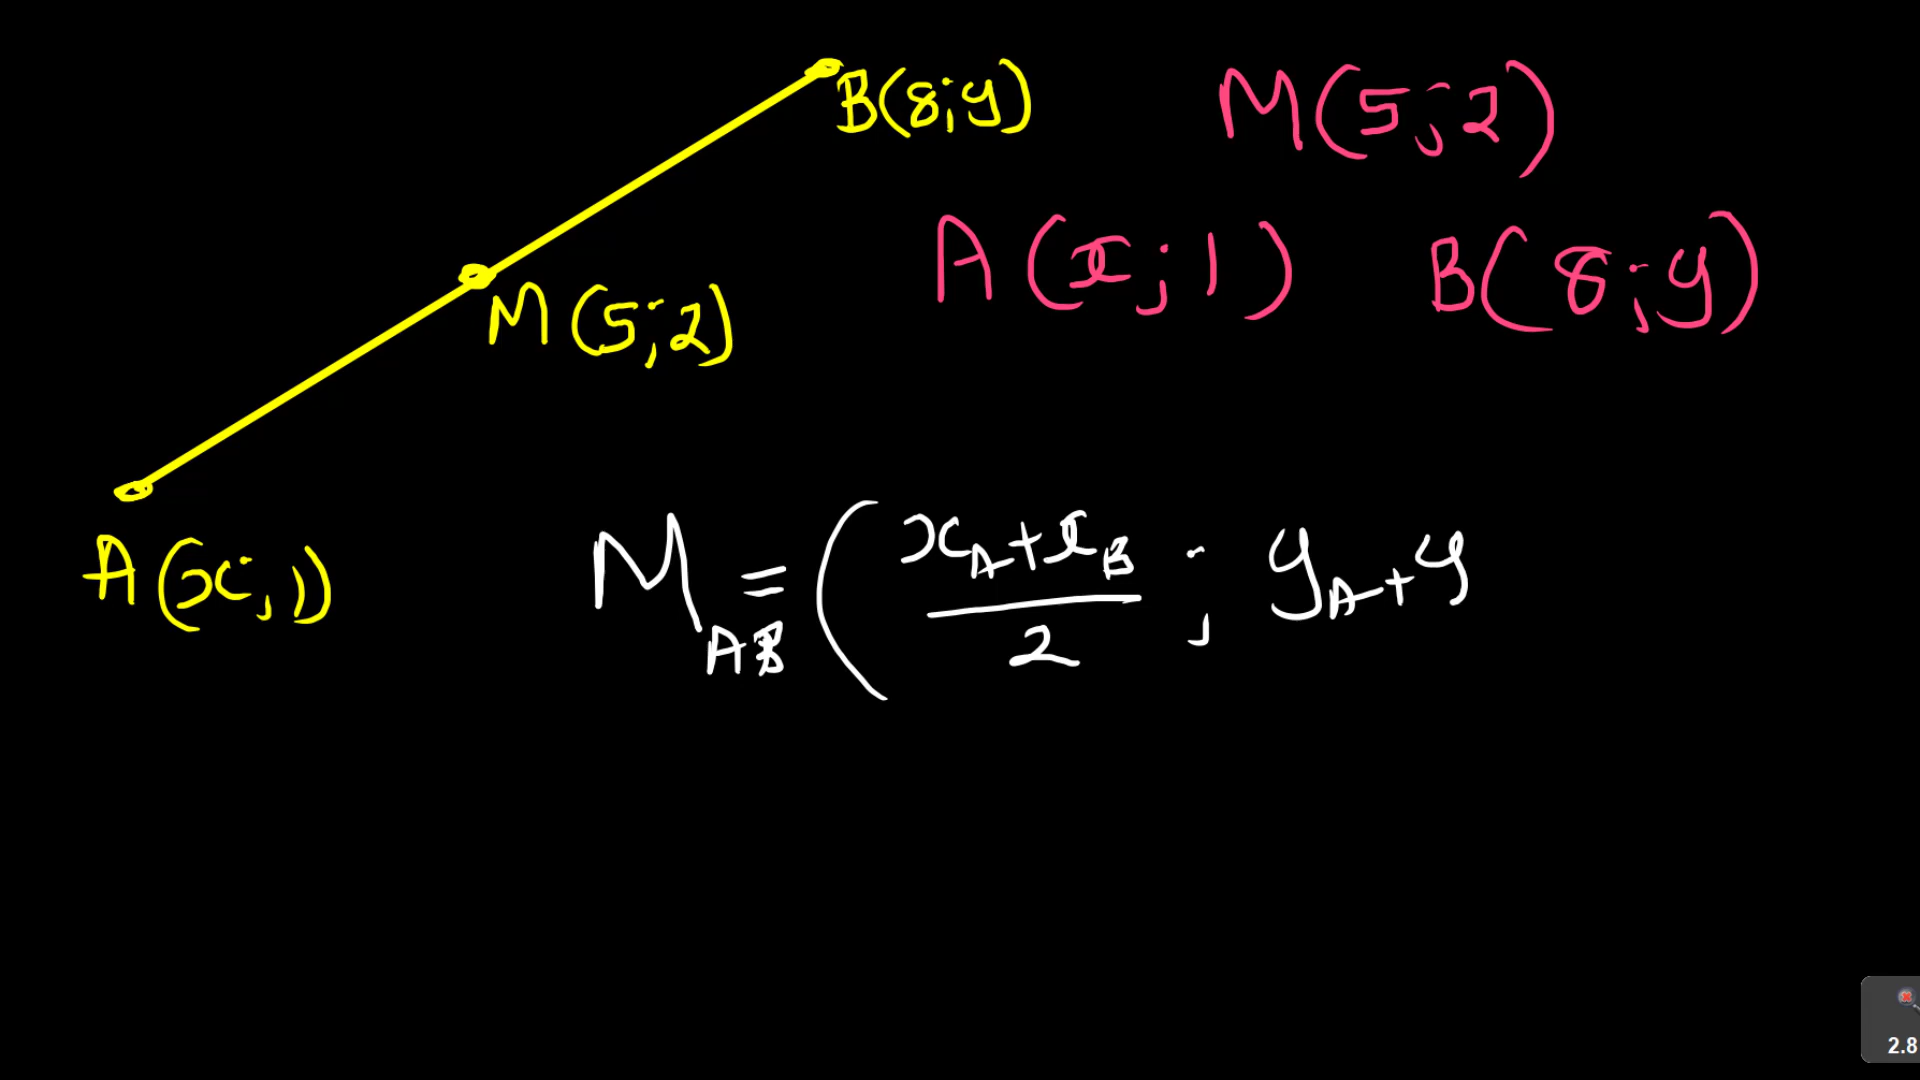 B(8;y)
M(5;2)
A(x;1)
B(8;y)
M(5;2)
A(x;1)
M_AB = (x_A+x_B/2 ; y_A+y
2.8